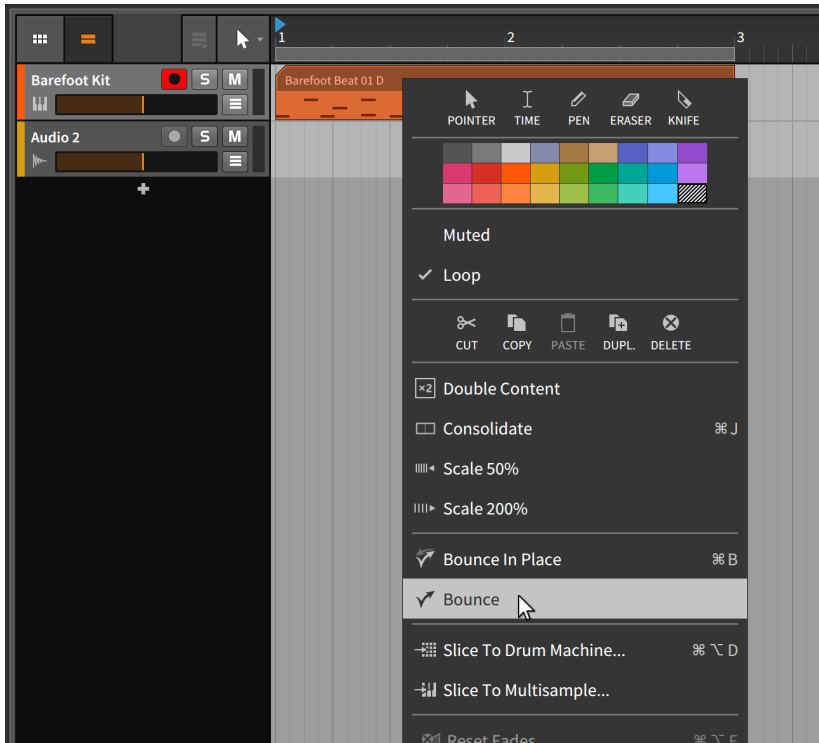 1 2 3
Barefoot Kit S M
Barefoot Beat 01 D
Audio 2 S M
POINTER TIME PEN ERASER KNIFE
Muted
Loop
CUT COPY PASTE DUPL. DELETE
×2 Double Content
Consolidate ⌘ J
Scale 50%
Scale 200%
Bounce In Place ⌘ B
Bounce
Slice To Drum Machine... ⌘ ⌥ D
Slice To Multisample...
Reset Fades ⌘ ⌥ F